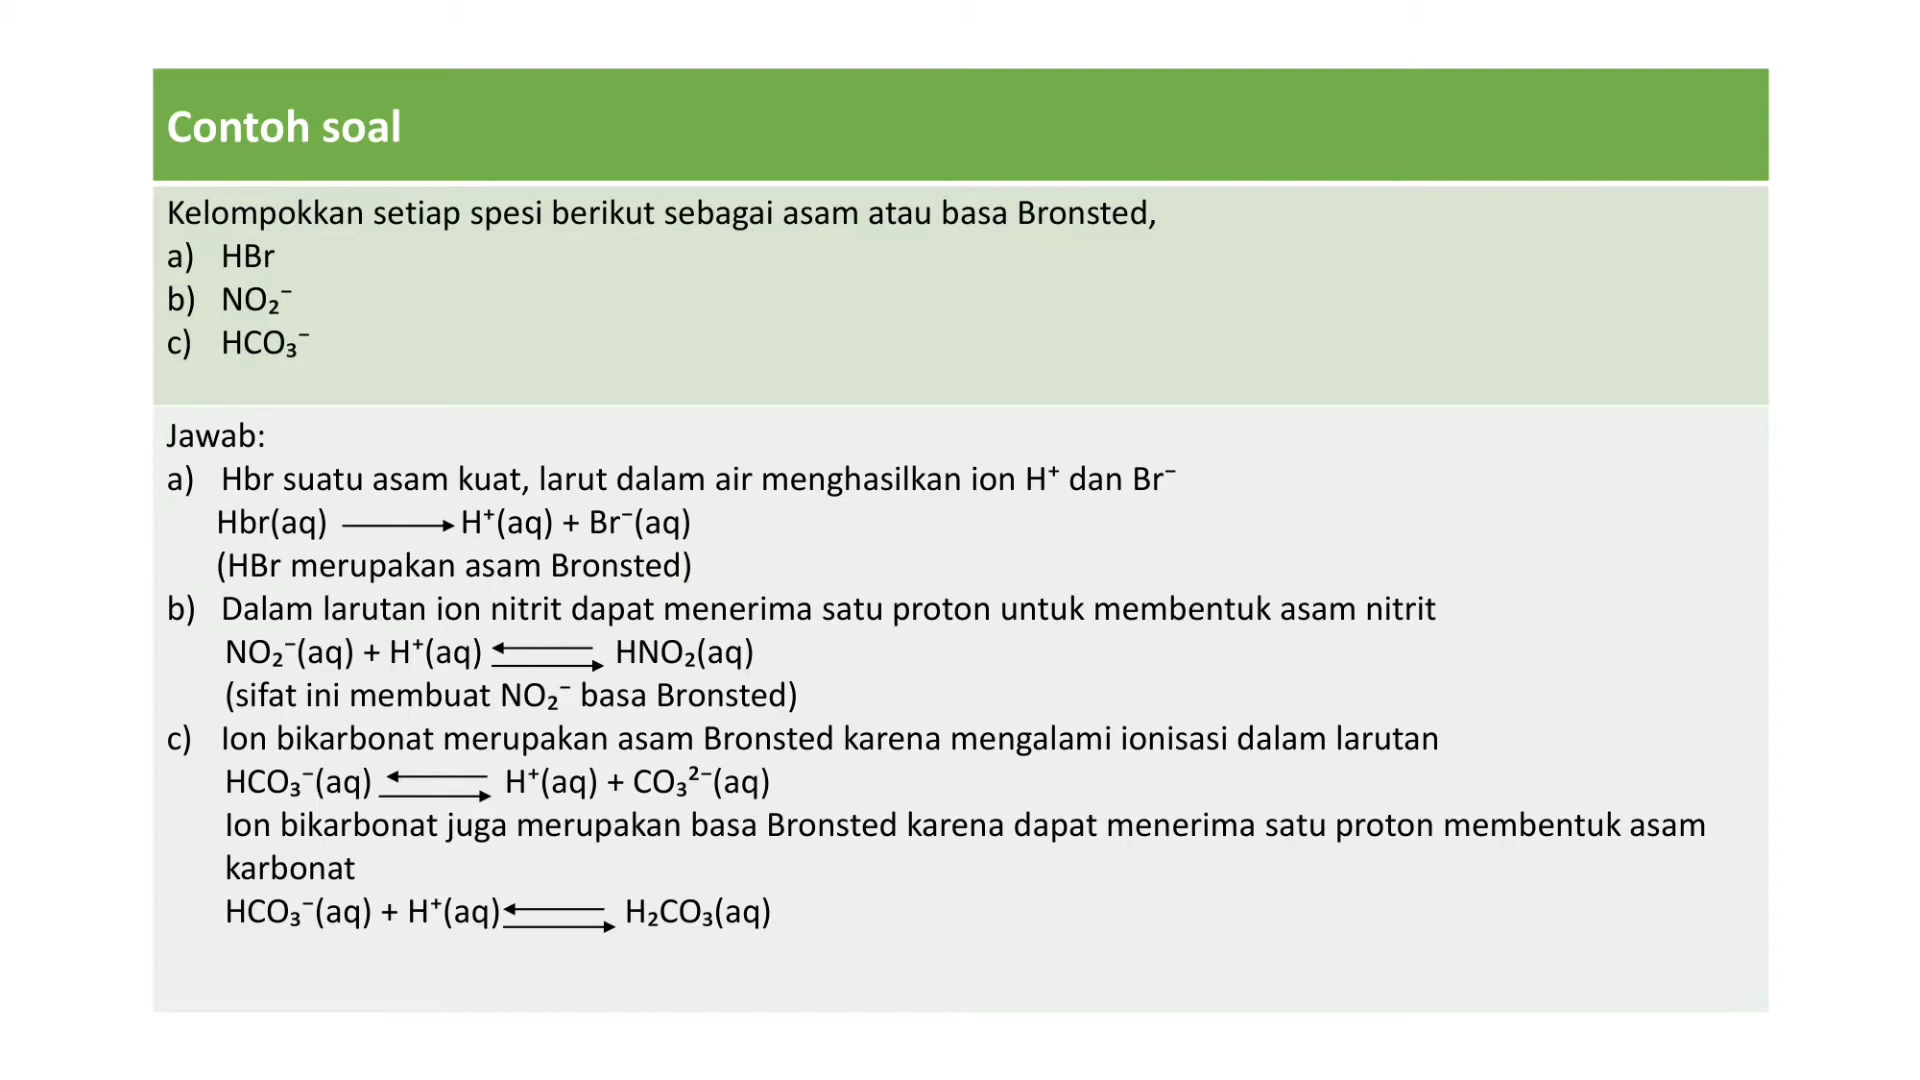 Contoh soal
Kelompokkan setiap spesi berikut sebagai asam atau basa Bronsted,
a) HBr
b) NO₂⁻
c) HCO₃⁻
Jawab:
a) Hbr suatu asam kuat, larut dalam air menghasilkan ion H⁺ dan Br⁻
Hbr(aq) ⟶ H⁺(aq) + Br⁻(aq)
(HBr merupakan asam Bronsted)
b) Dalam larutan ion nitrit dapat menerima satu proton untuk membentuk asam nitrit
NO₂⁻(aq) + H⁺(aq) ⇆ HNO₂(aq)
(sifat ini membuat NO₂⁻ basa Bronsted)
c) Ion bikarbonat merupakan asam Bronsted karena mengalami ionisasi dalam larutan
HCO₃⁻(aq) ⇆ H⁺(aq) + CO₃²⁻(aq)
Ion bikarbonat juga merupakan basa Bronsted karena dapat menerima satu proton membentuk asam
karbonat
HCO₃⁻(aq) + H⁺(aq) ⇆ H₂CO₃(aq)